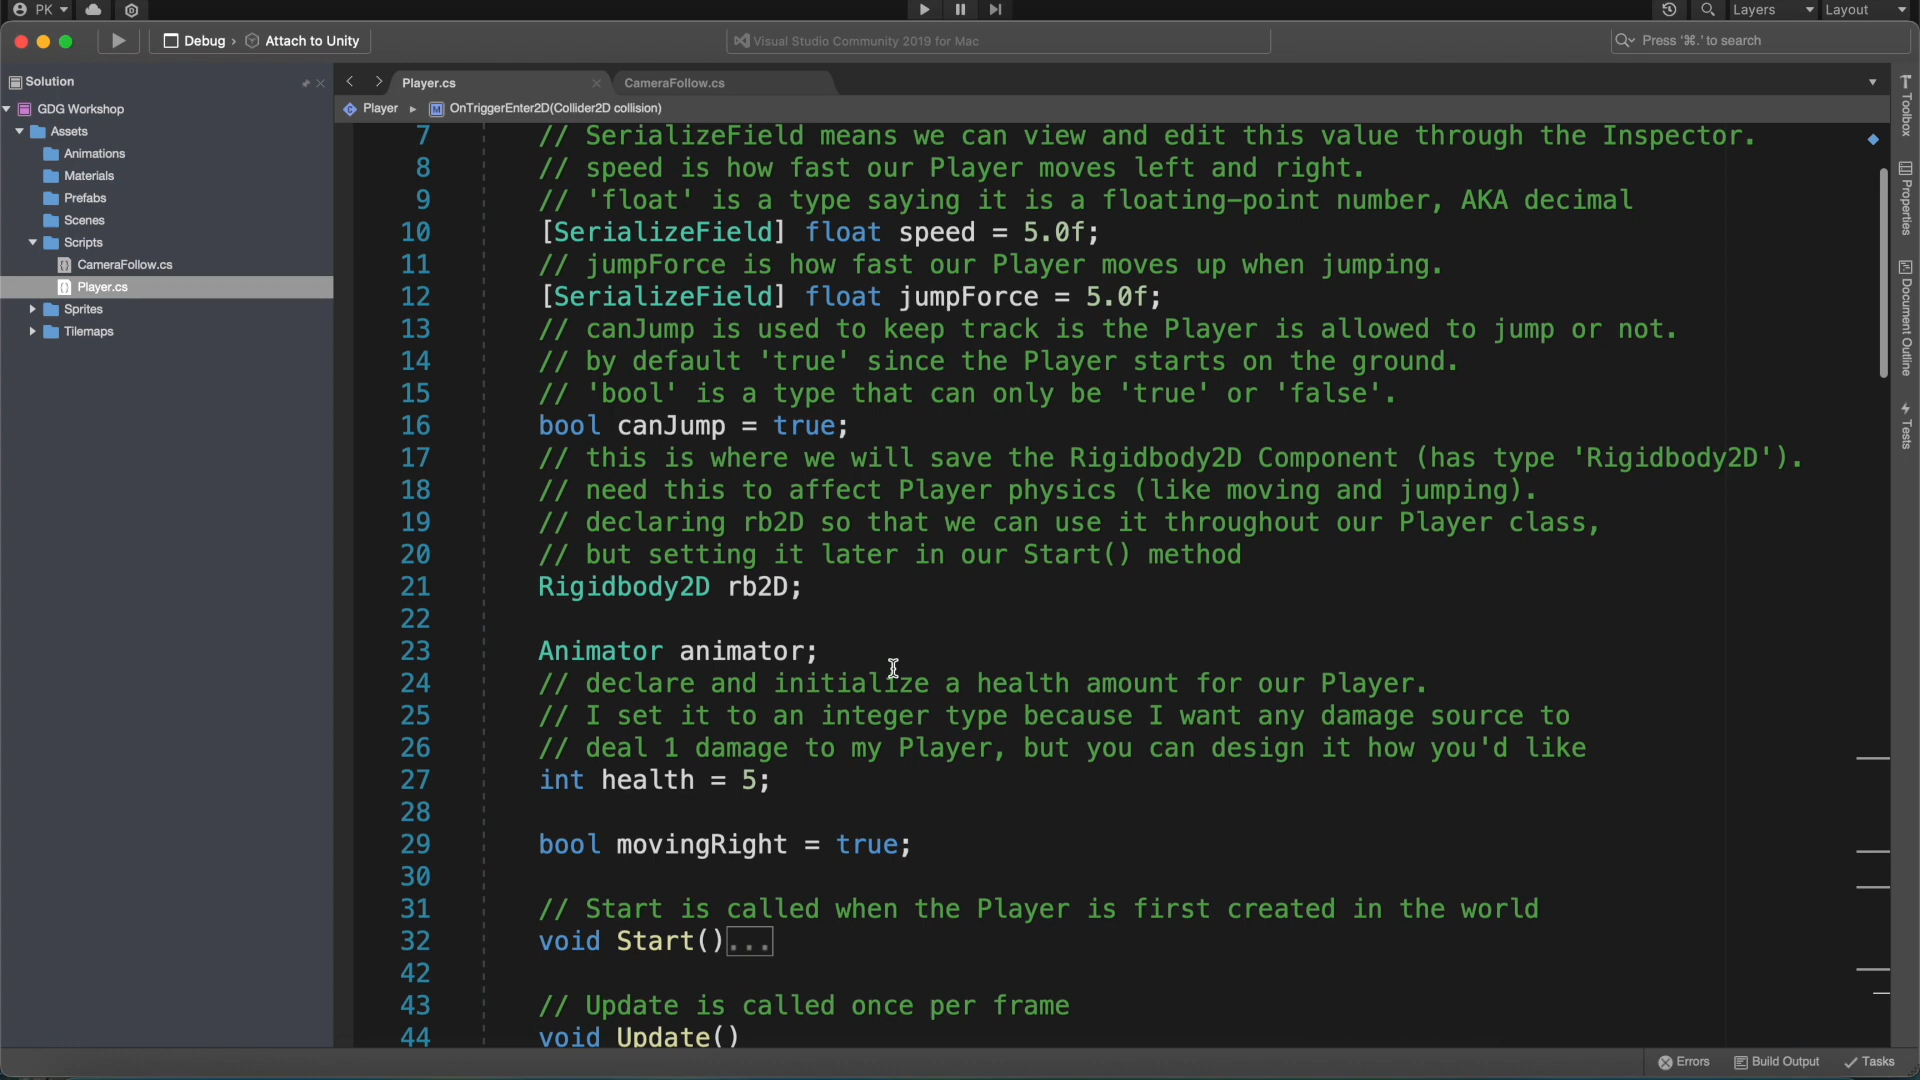 PK
Layers
Layout
Debug › Attach to Unity
Visual Studio Community 2019 for Mac
Press '⌘.' to search
Solution
GDG Workshop
Assets
Animations
Materials
Prefabs
Scenes
Scripts
CameraFollow.cs
Player.cs
Sprites
Tilemaps
Player.cs
CameraFollow.cs
Player
OnTriggerEnter2D(Collider2D collision)
7 // SerializeField means we can view and edit this value through the Inspector.
8 // speed is how fast our Player moves left and right.
9 // 'float' is a type saying it is a floating-point number, AKA decimal
10 [SerializeField] float speed = 5.0f;
11 // jumpForce is how fast our Player moves up when jumping.
12 [SerializeField] float jumpForce = 5.0f;
13 // canJump is used to keep track is the Player is allowed to jump or not.
14 // by default 'true' since the Player starts on the ground.
15 // 'bool' is a type that can only be 'true' or 'false'.
16 bool canJump = true;
17 // this is where we will save the Rigidbody2D Component (has type 'Rigidbody2D').
18 // need this to affect Player physics (like moving and jumping).
19 // declaring rb2D so that we can use it throughout our Player class,
20 // but setting it later in our Start() method
21 Rigidbody2D rb2D;
22
23 Animator animator;
24 // declare and initialize a health amount for our Player.
25 // I set it to an integer type because I want any damage source to
26 // deal 1 damage to my Player, but you can design it how you'd like
27 int health = 5;
28
29 bool movingRight = true;
30
31 // Start is called when the Player is first created in the world
32 void Start()...
42
43 // Update is called once per frame
44 void Update()
Toolbox
Properties
Document Outline
Tests
Errors
Build Output
Tasks